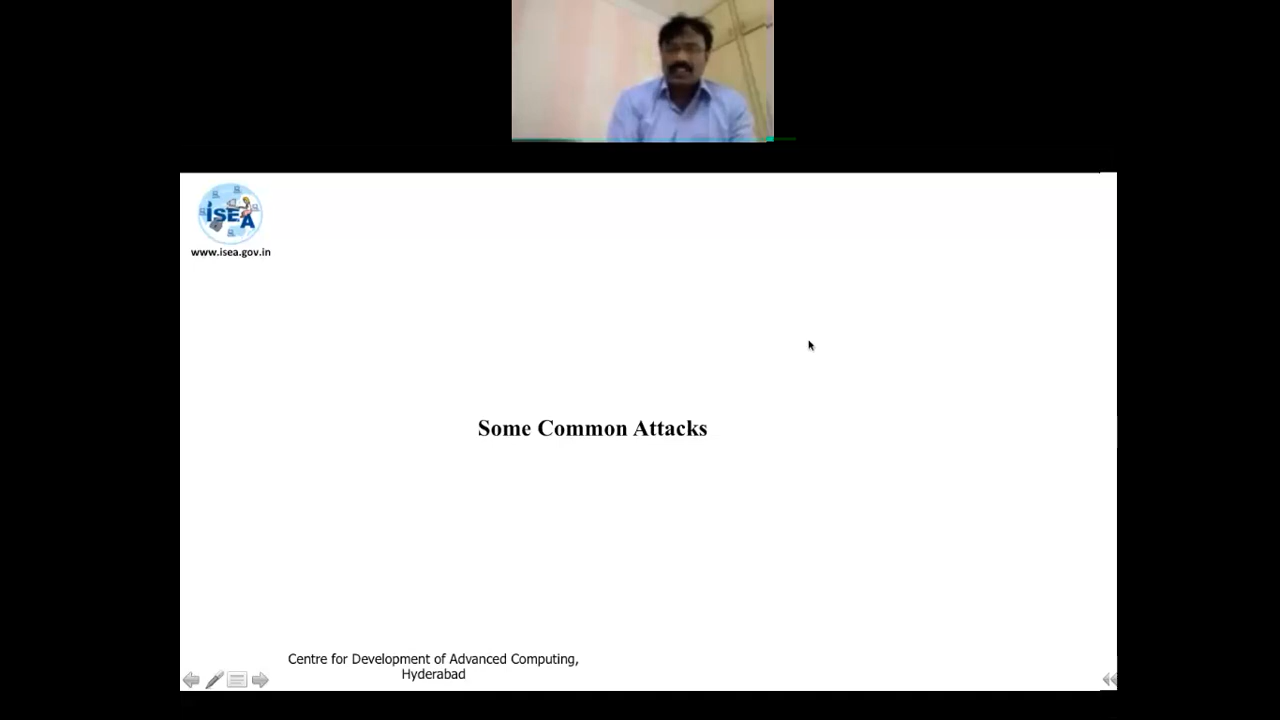 ISEA
www.isea.gov.in
Some Common Attacks
Centre for Development of Advanced Computing,
Hyderabad